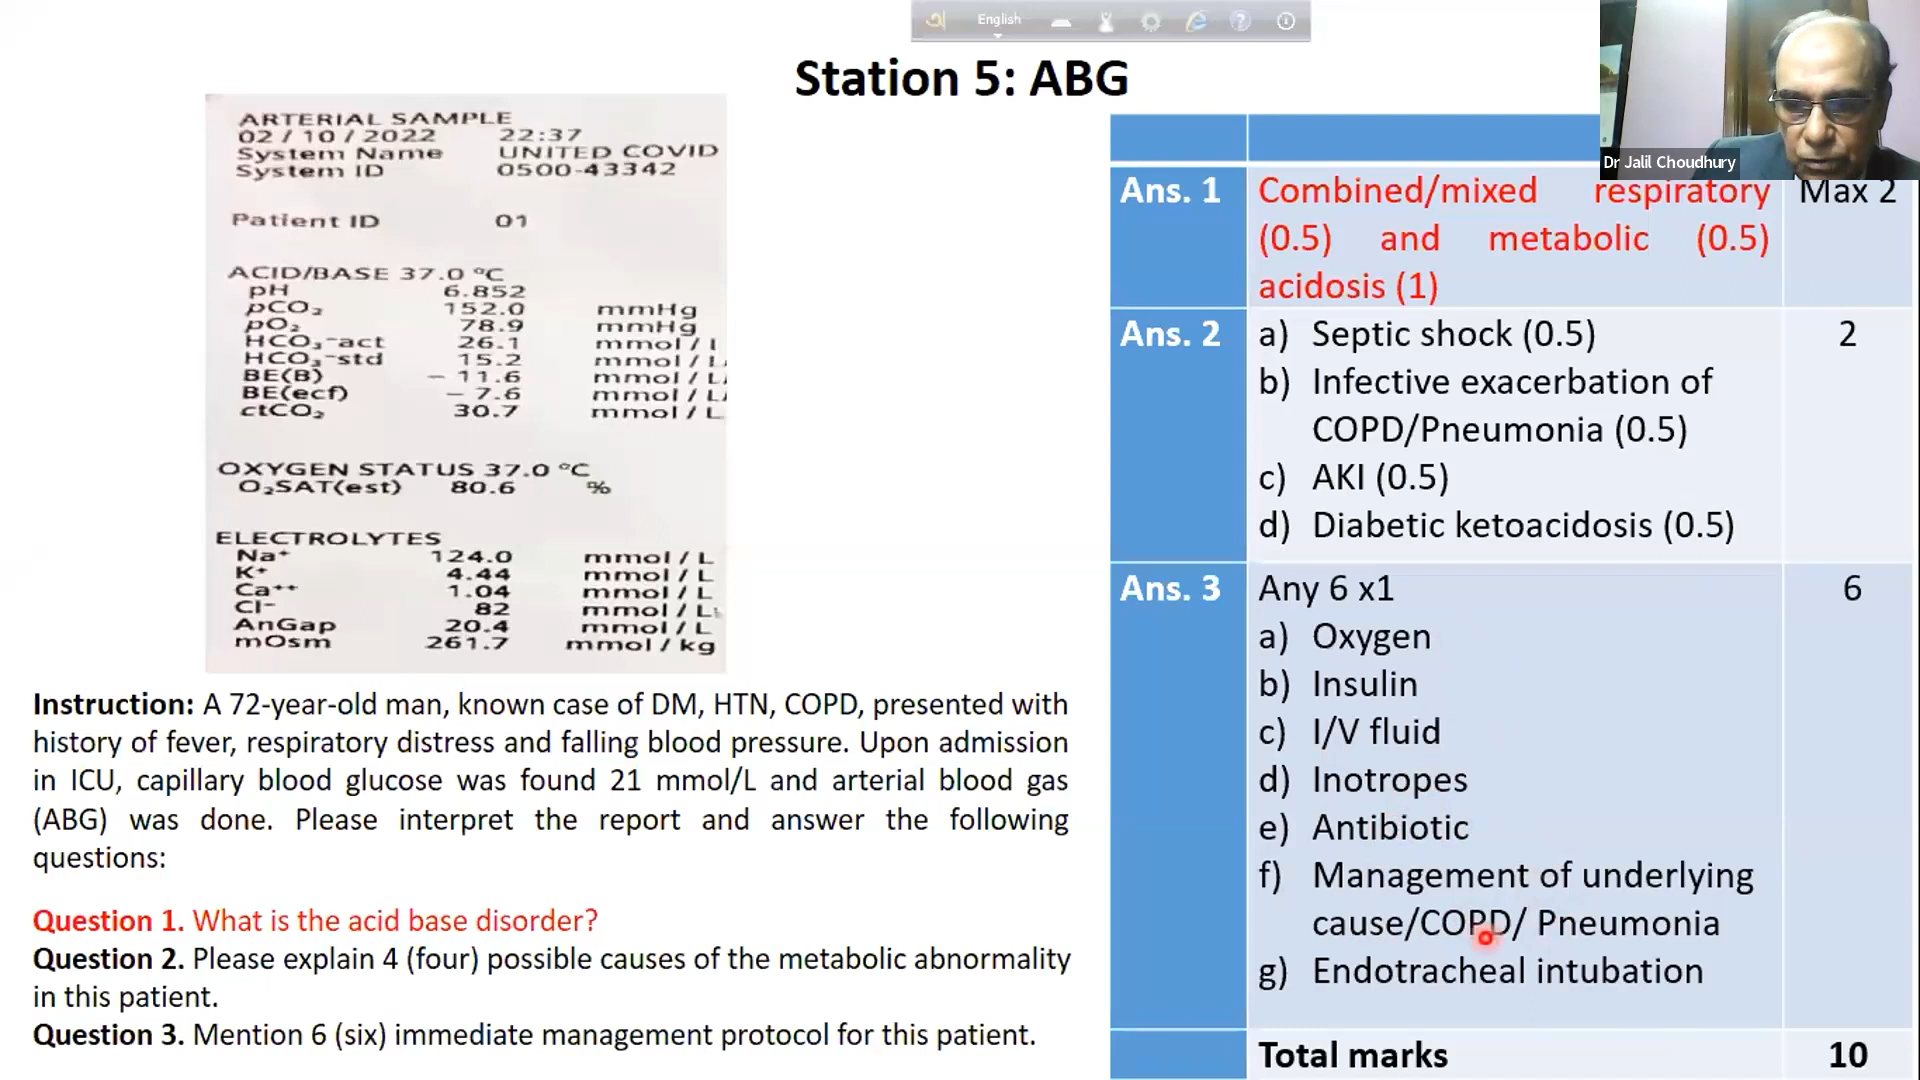 English
Station 5: ABG
Dr Jalil Choudhury
ARTERIAL SAMPLE
02/10/2022 22:37
System Name UNITED COVID
System ID 0500-43342
Patient ID 01
ACID/BASE 37.0 °C
pH 6.852
pCO₂ 152.0 mmHg
pO₂ 78.9 mmHg
HCO₃⁻act 26.1 mmol/l
HCO₃⁻std 15.2 mmol/L
BE(B) - 11.6 mmol/L
BE(ecf) - 7.6 mmol/L
ctCO₂ 30.7 mmol/L
OXYGEN STATUS 37.0 °C
O₂SAT(est) 80.6 %
ELECTROLYTES
Na⁺ 124.0 mmol/L
K⁺ 4.44 mmol/L
Ca⁺⁺ 1.04 mmol/L
Cl⁻ 82 mmol/L
AnGap 20.4 mmol/L
mOsm 261.7 mmol/kg
Instruction: A 72-year-old man, known case of DM, HTN, COPD, presented with
history of fever, respiratory distress and falling blood pressure. Upon admission
in ICU, capillary blood glucose was found 21 mmol/L and arterial blood gas
(ABG) was done. Please interpret the report and answer the following
questions:
Question 1. What is the acid base disorder?
Question 2. Please explain 4 (four) possible causes of the metabolic abnormality
in this patient.
Question 3. Mention 6 (six) immediate management protocol for this patient.
Ans. 1 Combined/mixed respiratory Max 2
(0.5) and metabolic (0.5)
acidosis (1)
Ans. 2 a) Septic shock (0.5) 2
b) Infective exacerbation of
COPD/Pneumonia (0.5)
c) AKI (0.5)
d) Diabetic ketoacidosis (0.5)
Ans. 3 Any 6 x1 6
a) Oxygen
b) Insulin
c) I/V fluid
d) Inotropes
e) Antibiotic
f) Management of underlying
cause/COPD/ Pneumonia
g) Endotracheal intubation
Total marks 10